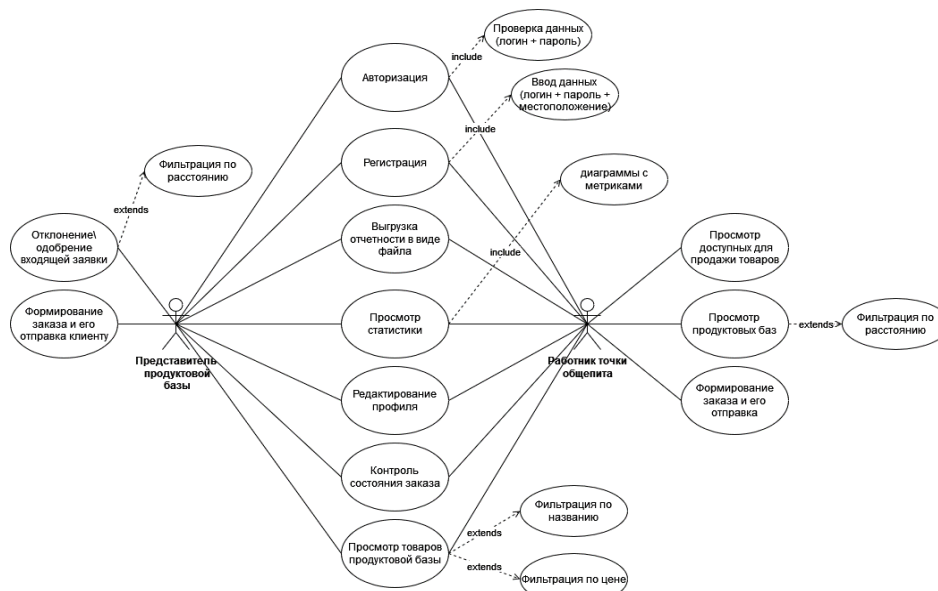 Проверка данных
(логин + пароль)
include
Авторизация
Ввод данных
(логин + пароль +
местоположение)
include
Регистрация
Фильтрация по
расстоянию
extends
диаграммы с
метриками
include
Отклонение\
одобрение
входящей заявки
Выгрузка
отчетности в виде
файла
Просмотр
доступных для
продажи товаров
Формирование
заказа и его
отправка клиенту
Просмотр
статистики
Просмотр
продуктовых баз
extends
Фильтрация по
расстоянию
Представитель
продуктовой
базы
Работник точки
общепита
Редактирование
профиля
Формирование
заказа и его
отправка
Контроль
состояния заказа
Фильтрация по
названию
extends
Просмотр товаров
продуктовой базы
extends
Фильтрация по цене